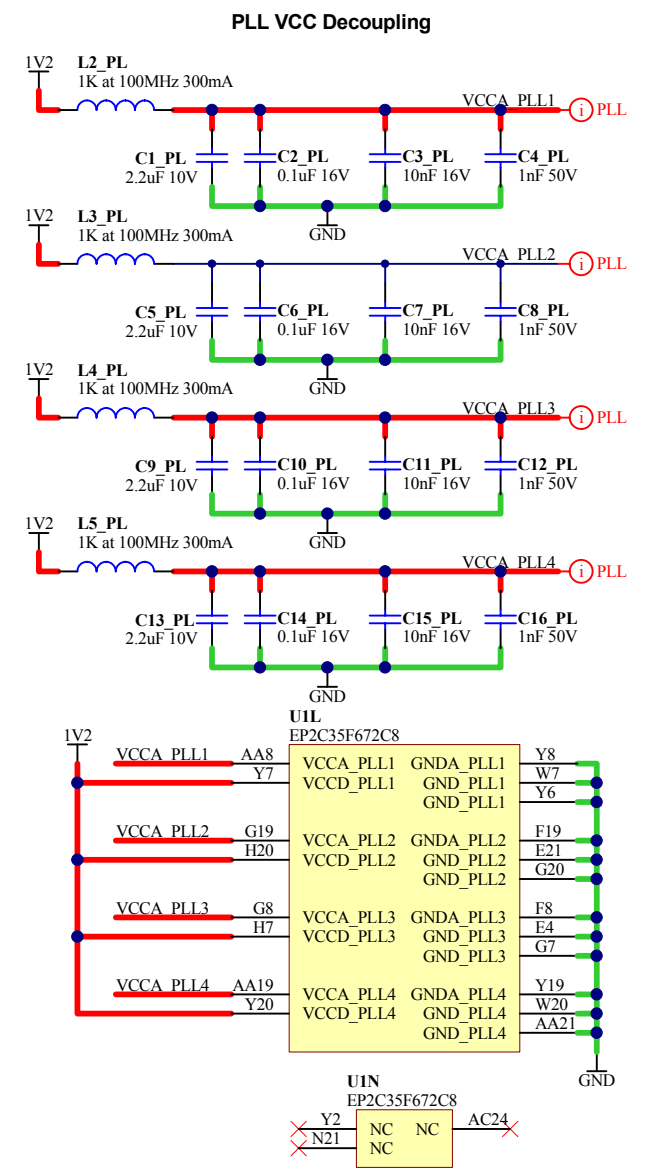 PLL VCC Decoupling
1V2 L2_PL
1K at 100MHz 300mA
VCCA_PLL1 i PLL
C1_PL C2_PL C3_PL C4_PL
2.2uF 10V 0.1uF 16V 10nF 16V 1nF 50V
GND
1V2 L3_PL
1K at 100MHz 300mA
VCCA_PLL2 i PLL
C5_PL C6_PL C7_PL C8_PL
2.2uF 10V 0.1uF 16V 10nF 16V 1nF 50V
GND
1V2 L4_PL
1K at 100MHz 300mA
VCCA_PLL3 i PLL
C9_PL C10_PL C11_PL C12_PL
2.2uF 10V 0.1uF 16V 10nF 16V 1nF 50V
GND
1V2 L5_PL
1K at 100MHz 300mA
VCCA_PLL4 i PLL
C13_PL C14_PL C15_PL C16_PL
2.2uF 10V 0.1uF 16V 10nF 16V 1nF 50V
GND
U1L
1V2 EP2C35F672C8
VCCA_PLL1 AA8 VCCA_PLL1 GNDA_PLL1 Y8
Y7 VCCD_PLL1 GND_PLL1 W7
GND_PLL1 Y6
VCCA_PLL2 G19 VCCA_PLL2 GNDA_PLL2 F19
H20 VCCD_PLL2 GND_PLL2 E21
GND_PLL2 G20
VCCA_PLL3 G8 VCCA_PLL3 GNDA_PLL3 F8
H7 VCCD_PLL3 GND_PLL3 E4
GND_PLL3 G7
VCCA_PLL4 AA19 VCCA_PLL4 GNDA_PLL4 Y19
Y20 VCCD_PLL4 GND_PLL4 W20
GND_PLL4 AA21
GND
U1N
EP2C35F672C8
Y2 NC NC AC24
N21 NC